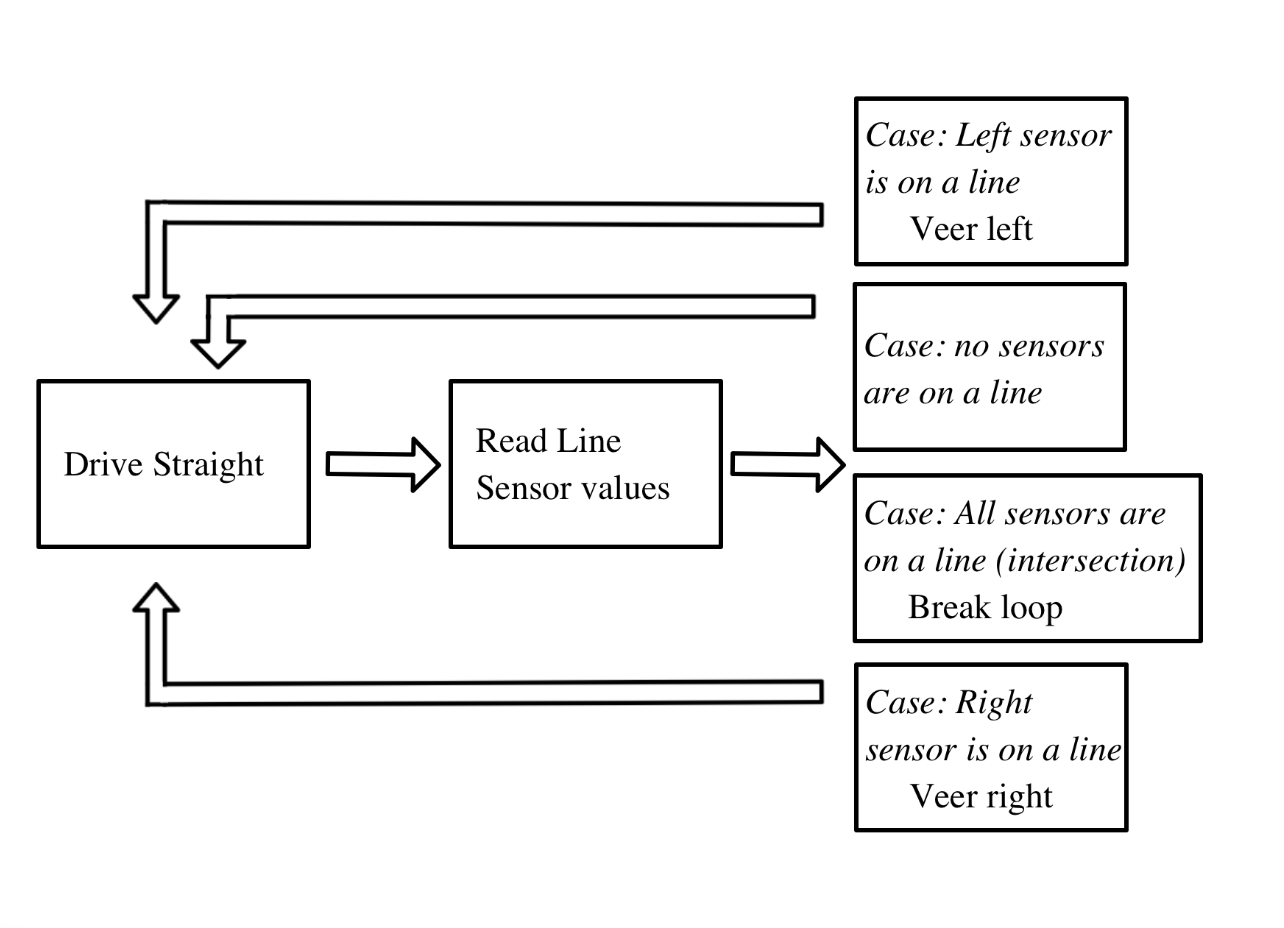 Case: Left sensor
is on a line
Veer left
Case: no sensors
are on a line
Drive Straight
Read Line
Sensor values
Case: All sensors are
on a line (intersection)
Break loop
Case: Right
sensor is on a line
Veer right